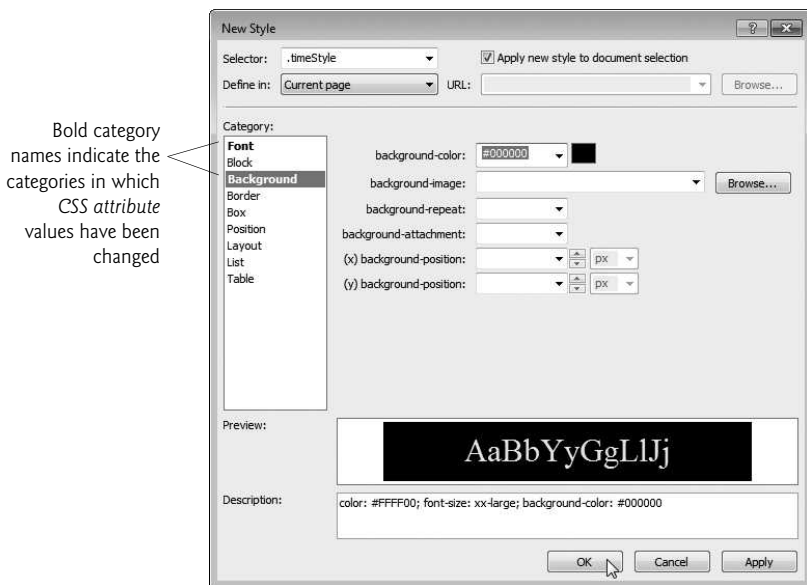 New Style
Selector: .timeStyle
Apply new style to document selection
Define in: Current page URL: Browse...
Category:
Font
Block
Background
Border
Box
Position
Layout
List
Table
background-color: #000000
background-image: Browse...
background-repeat:
background-attachment:
(x) background-position: px
(y) background-position: px
Bold category
names indicate the
categories in which
CSS attribute
values have been
changed
Preview:
AaBbYyGgLlJj
Description:
color: #FFFF00; font-size: xx-large; background-color: #000000
OK Cancel Apply